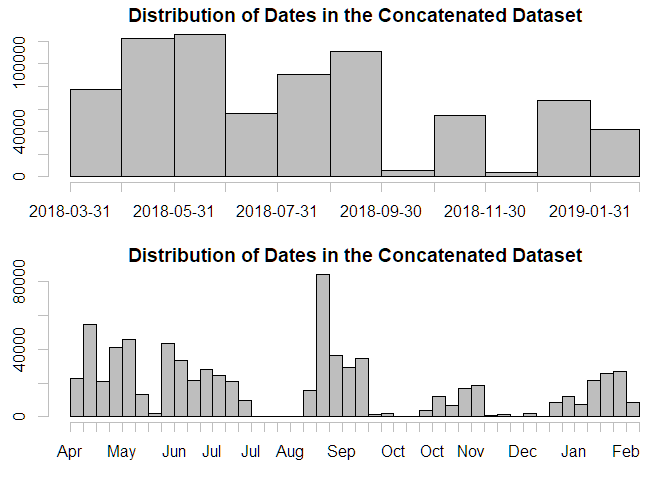 Distribution of Dates in the Concatenated Dataset
100000
40000
0
2018-03-31 2018-05-31 2018-07-31 2018-09-30 2018-11-30 2019-01-31
Distribution of Dates in the Concatenated Dataset
80000
40000
0
Apr May Jun Jul Jul Aug Sep Oct Oct Nov Dec Jan Feb